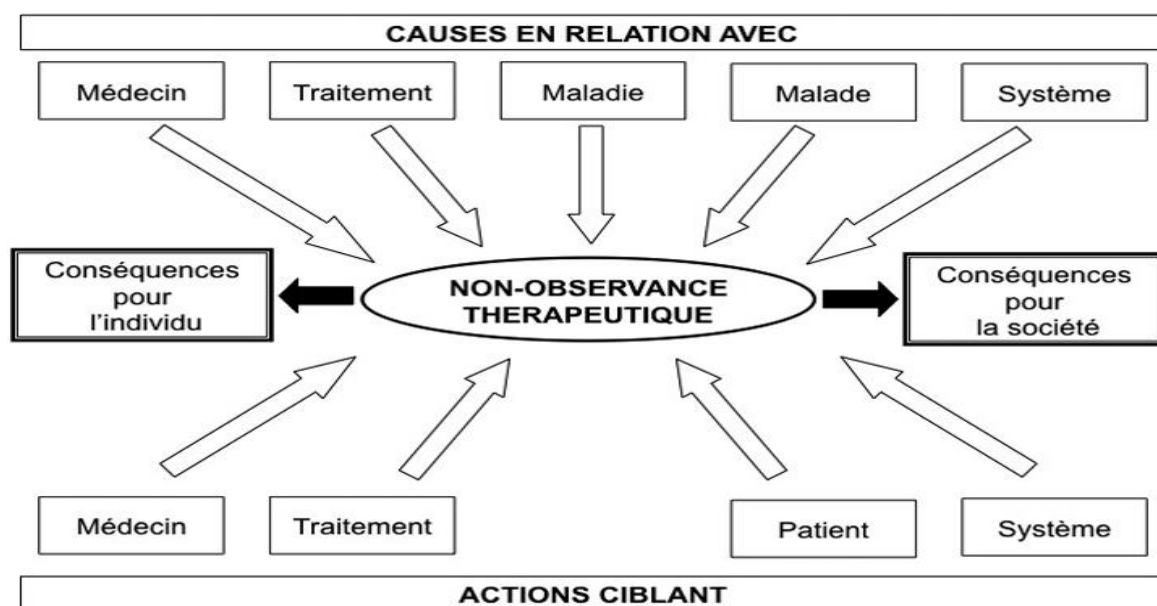 CAUSES EN RELATION AVEC
Médecin
Traitement
Maladie
Malade
Système
Conséquences
pour
l'individu
NON-OBSERVANCE
THERAPEUTIQUE
Conséquences
pour
la société
Médecin
Traitement
Patient
Système
ACTIONS CIBLANT